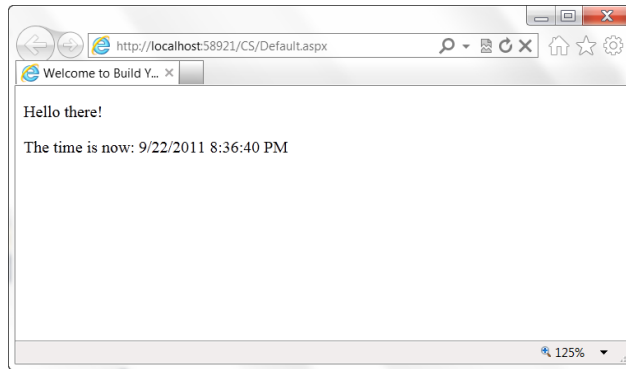 http://localhost:58921/CS/Default.aspx
Welcome to Build Y...
Hello there!
The time is now: 9/22/2011 8:36:40 PM
125%